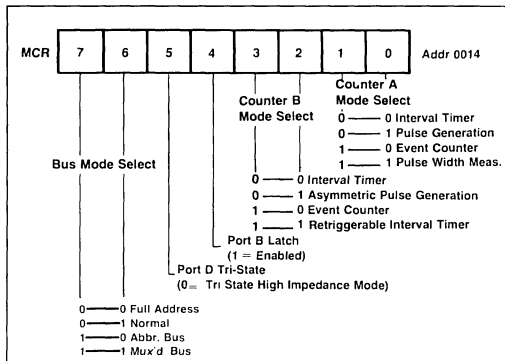 MCR 7 6 5 4 3 2 1 0 Addr 0014
Counter A
Mode Select
0 — 0 Interval Timer
0 — 1 Pulse Generation
1 — 0 Event Counter
1 — 1 Pulse Width Meas.
Counter B
Mode Select
0 — 0 Interval Timer
0 — 1 Asymmetric Pulse Generation
1 — 0 Event Counter
1 — 1 Retriggerable Interval Timer
Port B Latch
(1 = Enabled)
Port D Tri-State
(0= Tri State High Impedance Mode)
Bus Mode Select
0 — 0 Full Address
0 — 1 Normal
1 — 0 Abbr. Bus
1 — 1 Mux'd Bus